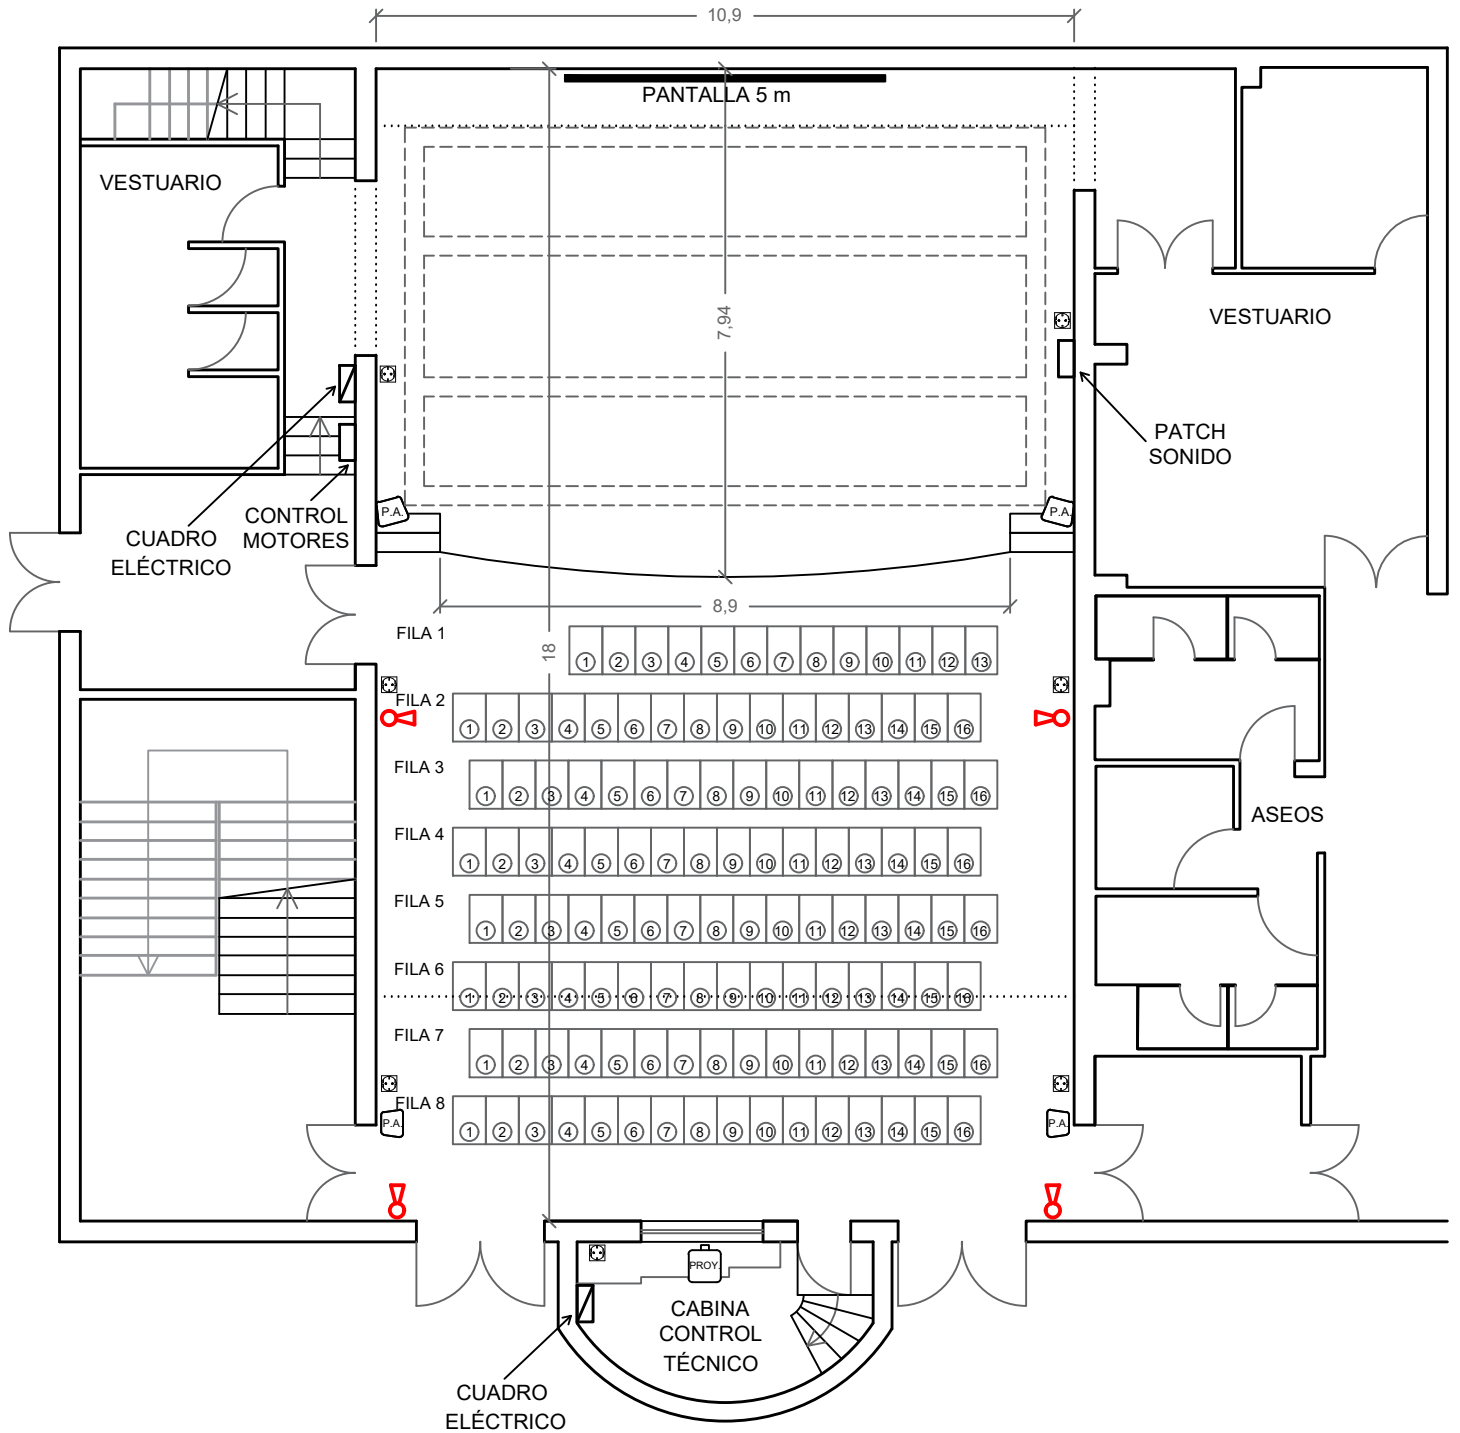 10,9
PANTALLA 5 m
VESTUARIO
7,94
VESTUARIO
PATCH
SONIDO
P.A.
P.A.
CONTROL
MOTORES
CUADRO
ELÉCTRICO
8,9
18
FILA 1
1 2 3 4 5 6 7 8 9 10 11 12 13
FILA 2
1 2 3 4 5 6 7 8 9 10 11 12 13 14 15 16
FILA 3
1 2 3 4 5 6 7 8 9 10 11 12 13 14 15 16
ASEOS
FILA 4
1 2 3 4 5 6 7 8 9 10 11 12 13 14 15 16
FILA 5
1 2 3 4 5 6 7 8 9 10 11 12 13 14 15 16
FILA 6
1 2 3 4 5 6 7 8 9 10 11 12 13 14 15 16
FILA 7
1 2 3 4 5 6 7 8 9 10 11 12 13 14 15 16
FILA 8
1 2 3 4 5 6 7 8 9 10 11 12 13 14 15 16
P.A.
P.A.
PROY.
CABINA
CONTROL
TÉCNICO
CUADRO
ELÉCTRICO